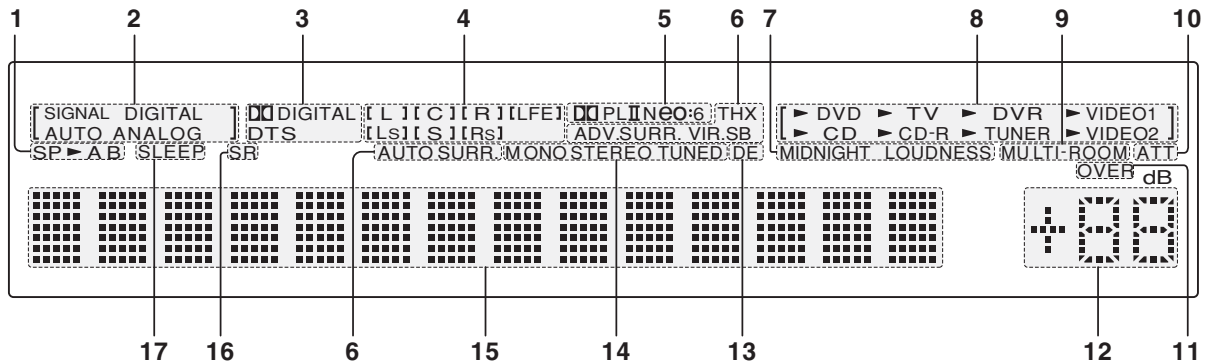 1 2 3 4 5 6 7 8 9 10
[ SIGNAL DIGITAL ] DIGITAL [ L ] [ C ] [ R ] [LFE] PLII Neo:6 THX [ ► DVD ► TV ► DVR ► VIDEO1 ]
[ AUTO ANALOG ] DTS [Ls] [ S ] [Rs] ADV.SURR. VIR.SB [ ► CD ► CD-R ► TUNER ► VIDEO2 ]
SP ► A B SLEEP SR AUTO SURR. MONO STEREO TUNED DE MIDNIGHT LOUDNESS MULTI-ROOM ATT
OVER dB
+88
17 16 6 15 14 13 12 11